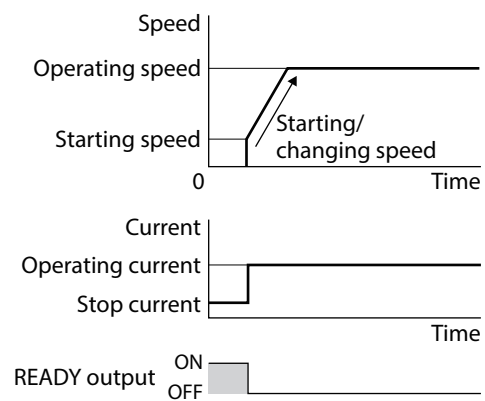 Speed
Operating speed
Starting speed
Starting/
changing speed
0
Time
Current
Operating current
Stop current
Time
READY output
ON
OFF